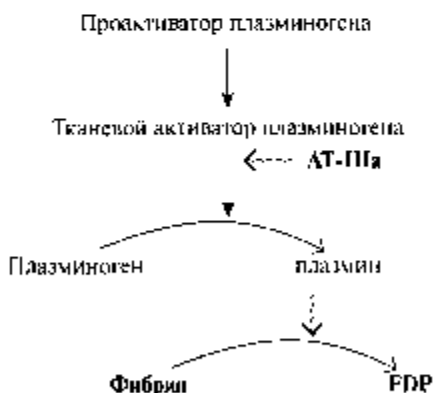 Проактиватор плазминогена
Тканевой активатор плазминогена
АТ-IIIа
Плазминоген плазмин
Фибрин FDP